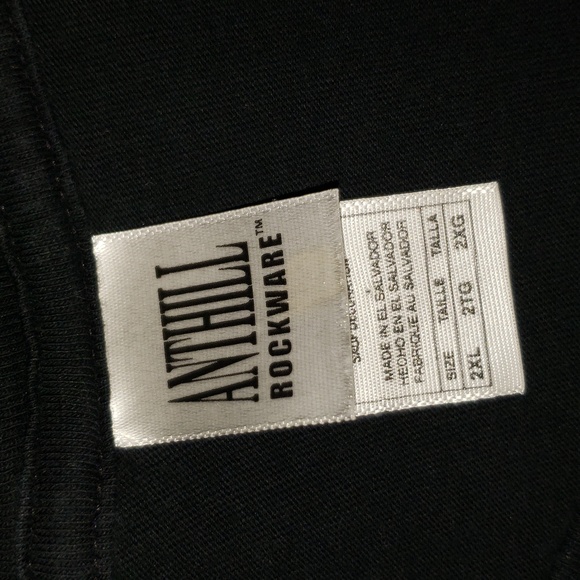 ANTHILL
ROCKWARE™
MADE IN EL SALVADOR
HECHO EN EL SALVADOR
FABRIQUE AU SALVADOR
SIZE TAILLE TALLA
2XL 2TG 2XG